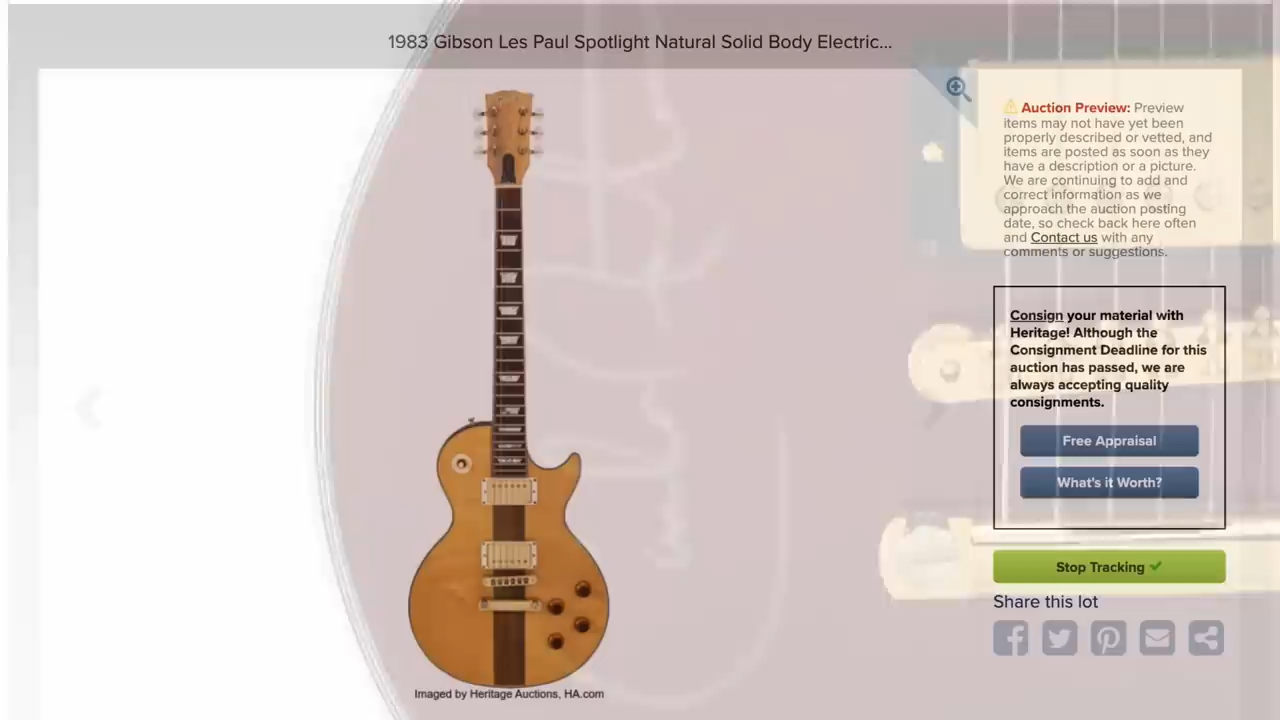 1983 Gibson Les Paul Spotlight Natural Solid Body Electric...
Auction Preview: Preview
items may not have yet been
properly described or vetted, and
items are posted as soon as they
have a description or a picture.
We are continuing to add and
correct information as we
approach the auction posting
date, so check back here often
and Contact us with any
comments or suggestions.
Consign your material with
Heritage! Although the
Consignment Deadline for this
auction has passed, we are
always accepting quality
consignments.
Free Appraisal
What's it Worth?
Stop Tracking
Share this lot
Imaged by Heritage Auctions, HA.com